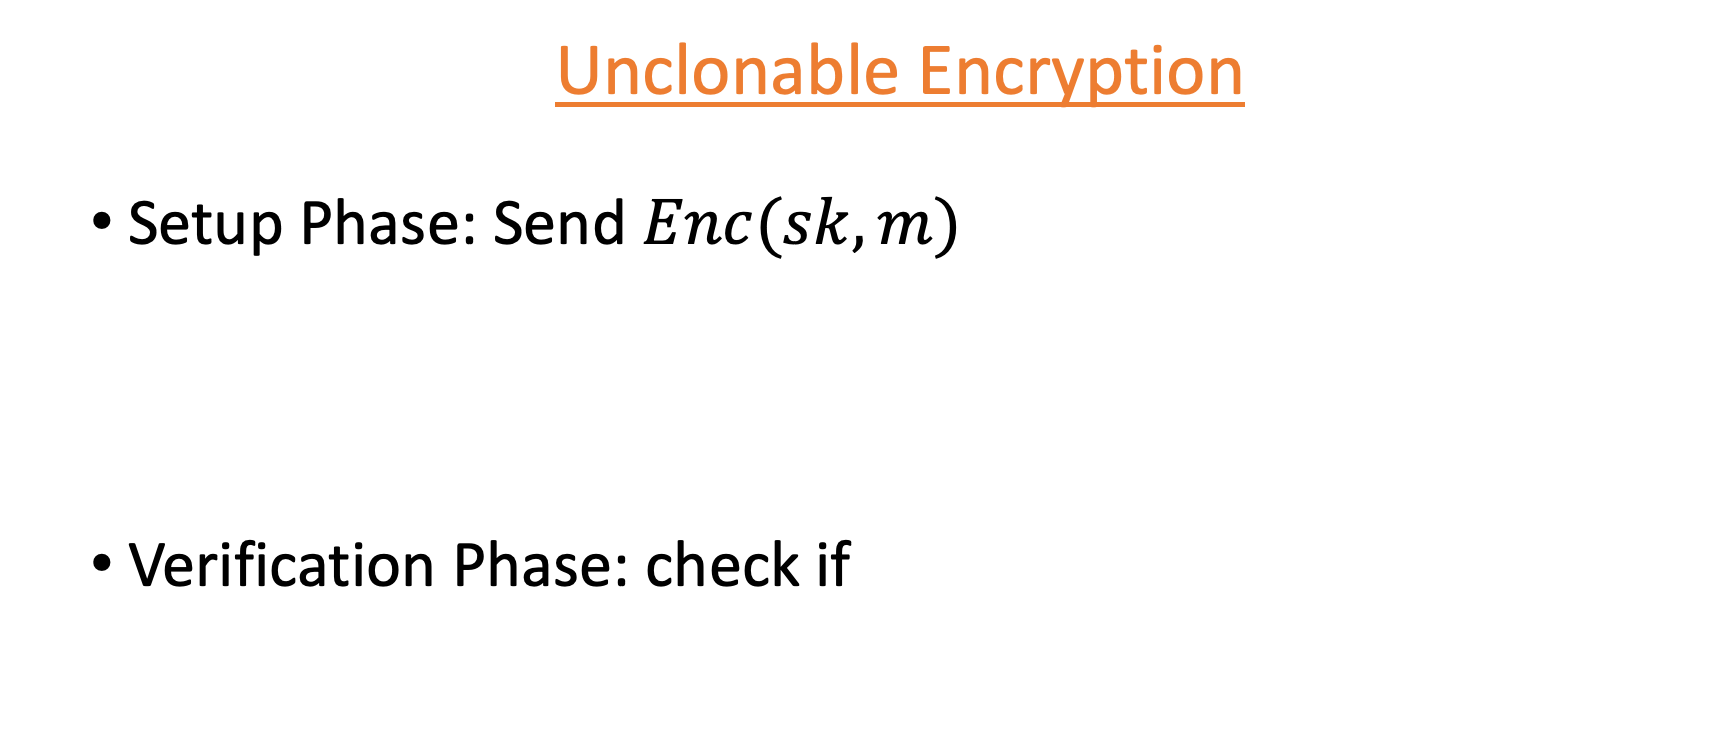 Unclonable Encryption
• Setup Phase: Send 𝐸𝑛𝑐(𝑠𝑘, 𝑚)
• Verification Phase: check if